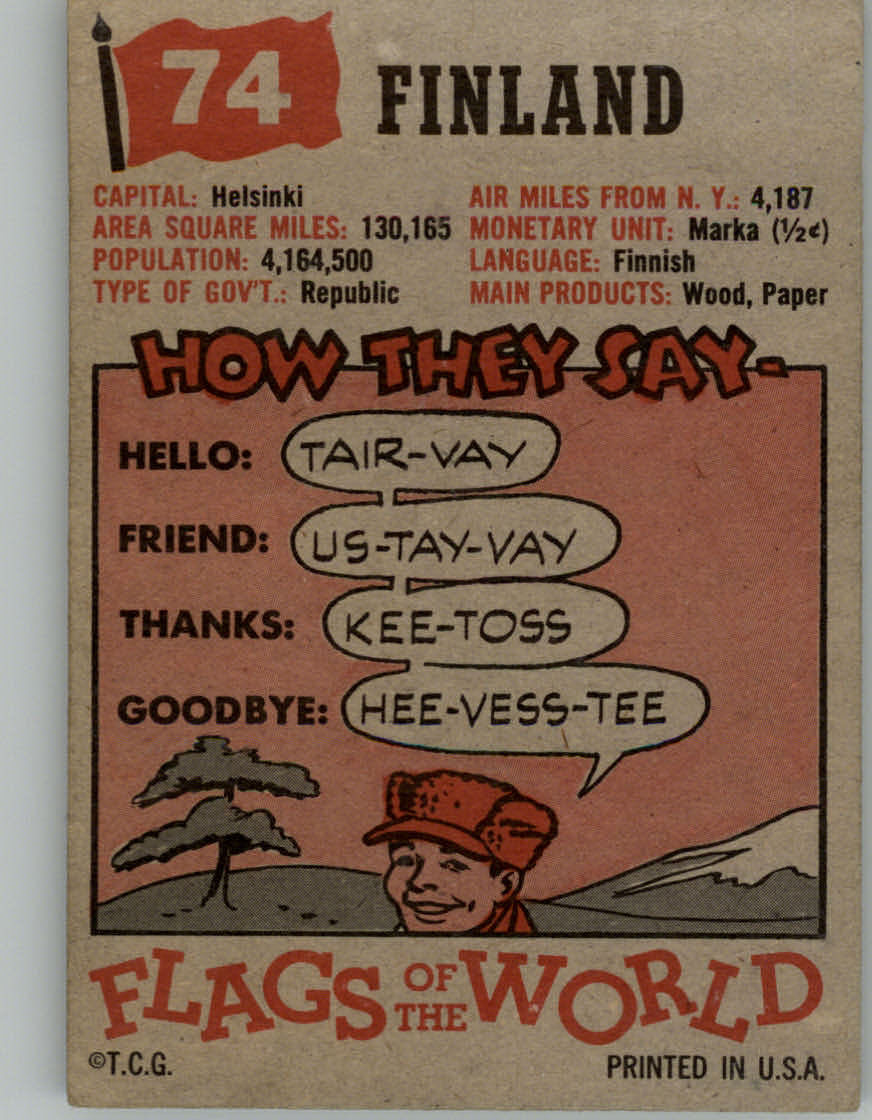 74 FINLAND
CAPITAL: Helsinki
AREA SQUARE MILES: 130,165
POPULATION: 4,164,500
TYPE OF GOV'T.: Republic
AIR MILES FROM N. Y.: 4,187
MONETARY UNIT: Marka (½¢)
LANGUAGE: Finnish
MAIN PRODUCTS: Wood, Paper
HOW THEY SAY-
HELLO: TAIR-VAY
FRIEND: US-TAY-VAY
THANKS: KEE-TOSS
GOODBYE: HEE-VESS-TEE
FLAGS OF THE WORLD
©T.C.G. PRINTED IN U.S.A.